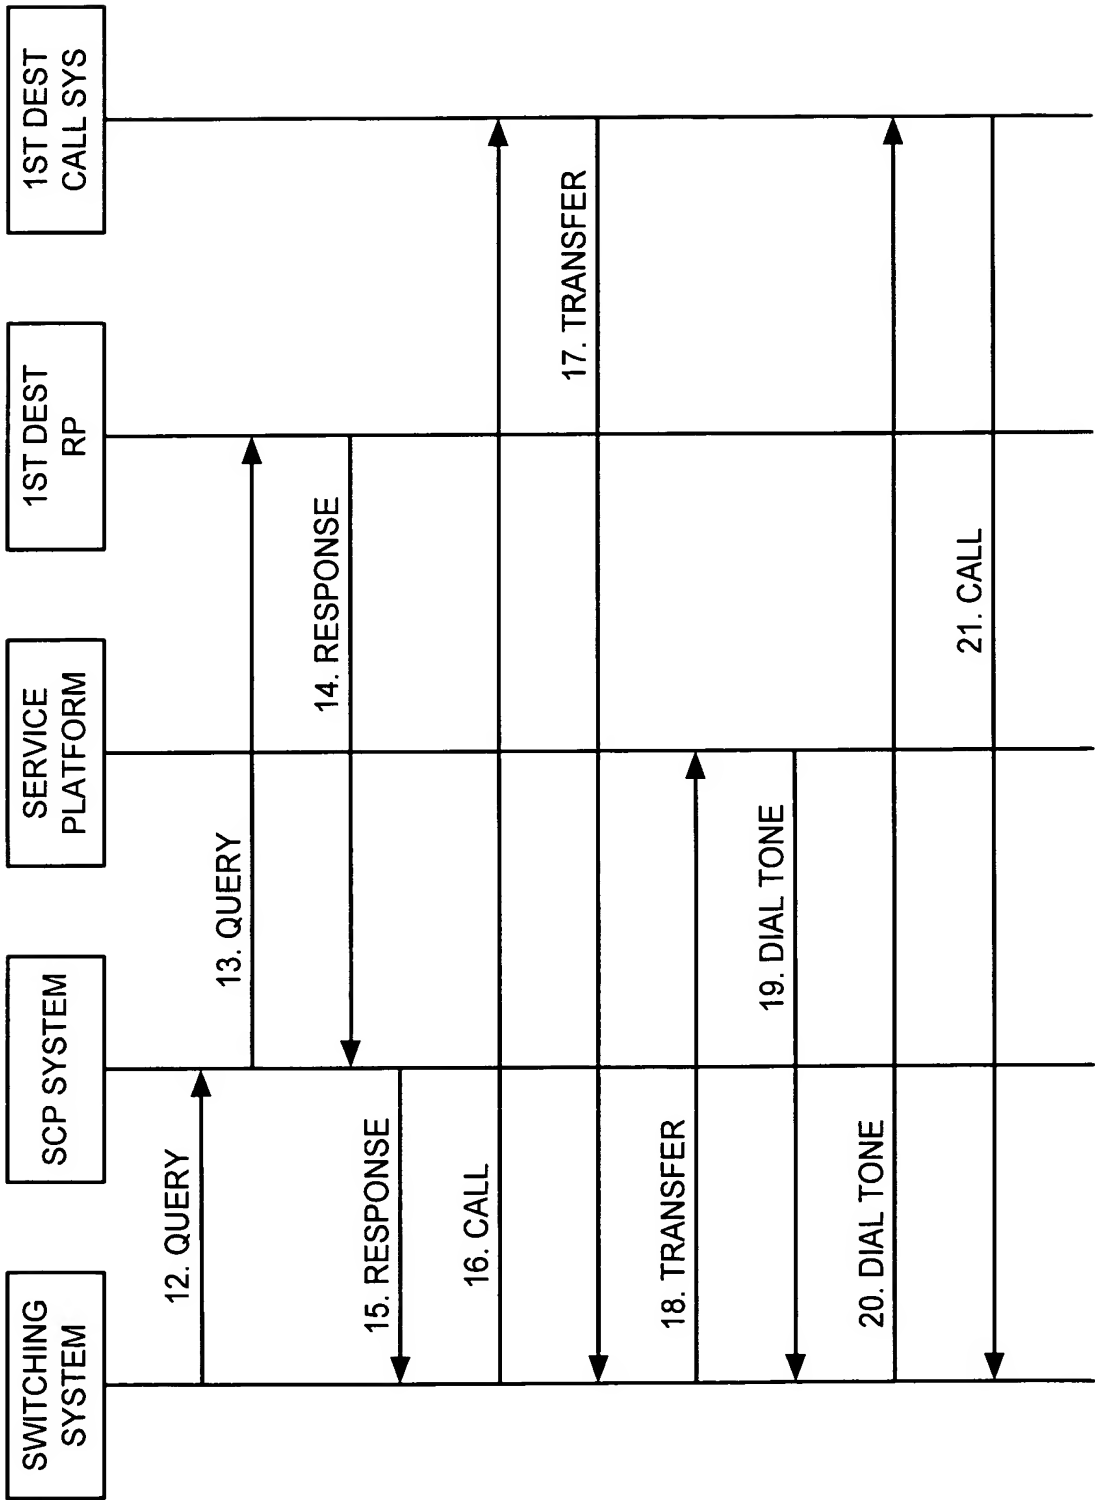 SWITCHING
SYSTEM
SCP SYSTEM
SERVICE
PLATFORM
1ST DEST
RP
1ST DEST
CALL SYS
12. QUERY
13. QUERY
14. RESPONSE
15. RESPONSE
16. CALL
17. TRANSFER
18. TRANSFER
19. DIAL TONE
20. DIAL TONE
21. CALL